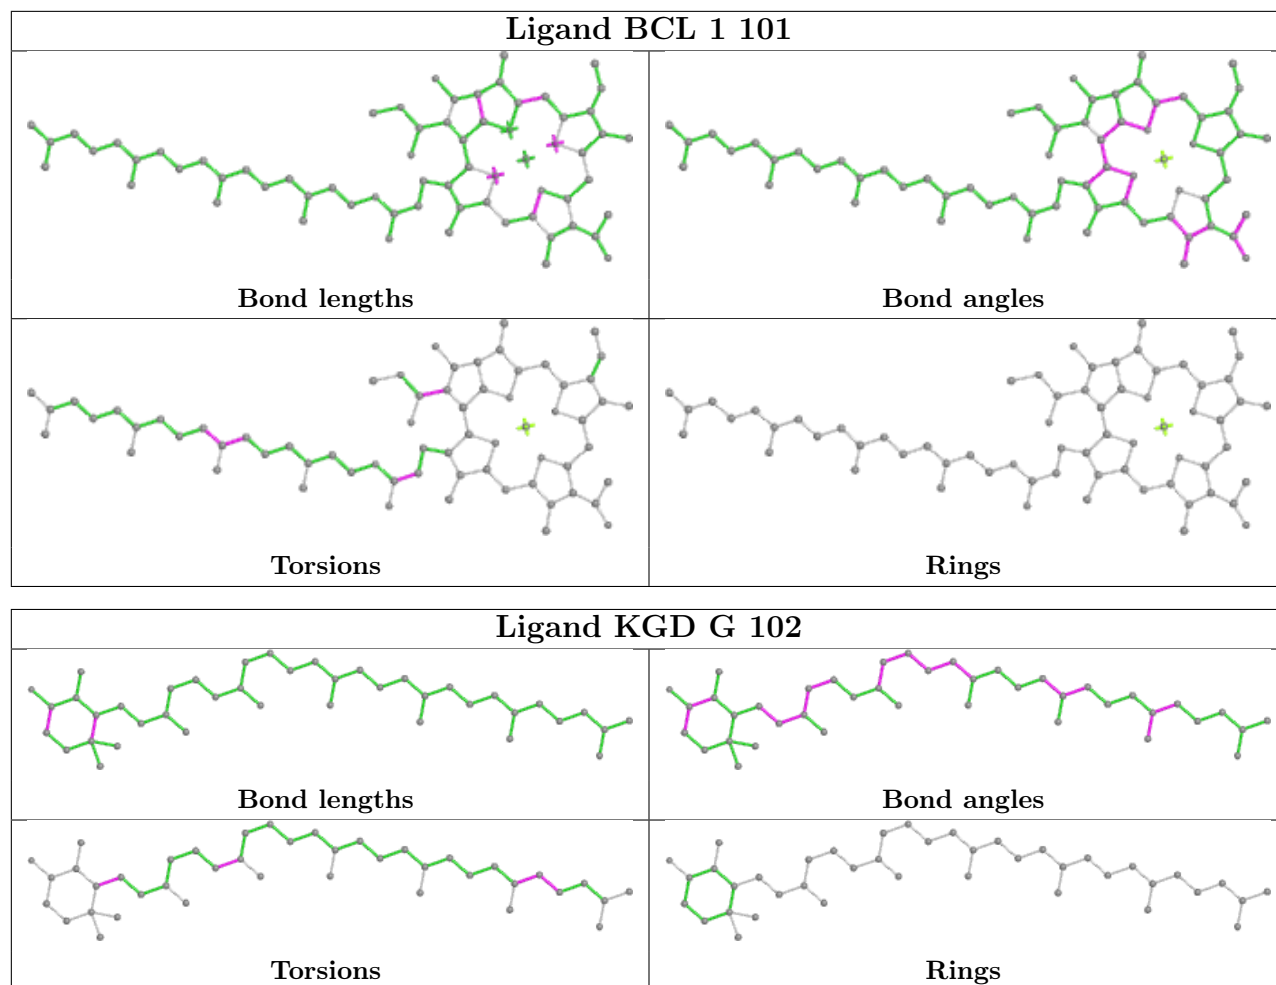 Ligand BCL 1 101
Bond lengths
Bond angles
Torsions
Rings
Ligand KGD G 102
Bond lengths
Bond angles
Torsions
Rings